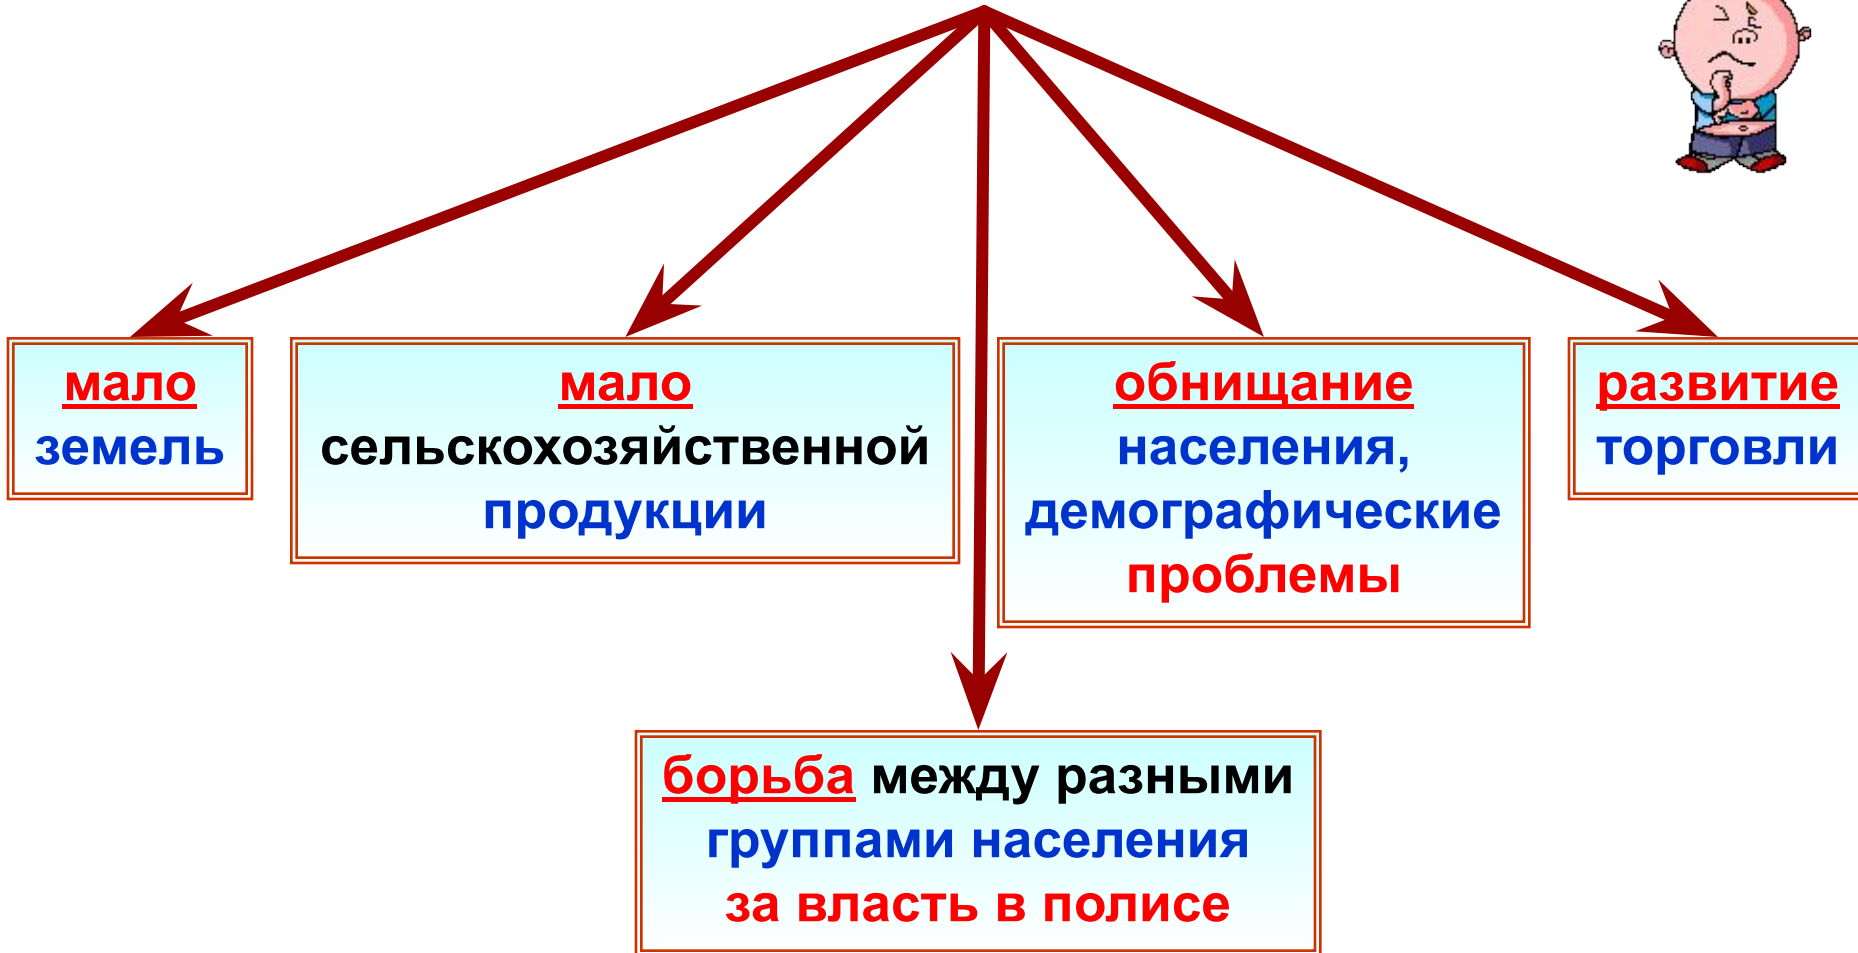 мало
земель
мало
сельскохозяйственной
продукции
обнищание
населения,
демографические
проблемы
развитие
торговли
борьба между разными
группами населения
за власть в полисе